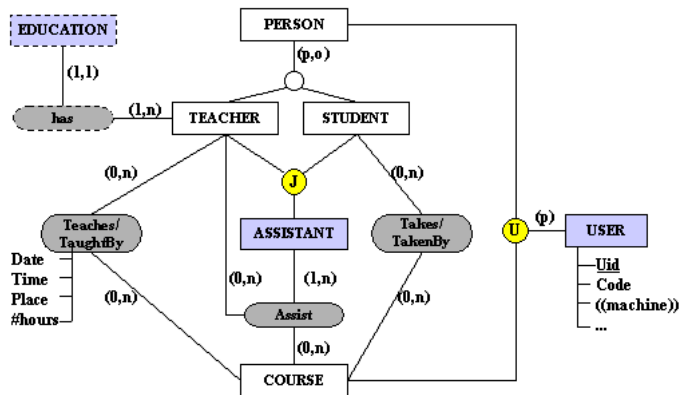 EDUCATION
PERSON
(p,o)
(1,1)
has
(1,n)
TEACHER
STUDENT
(0,n)
(0,n)
J
Teaches/
TaughtBy
ASSISTANT
Takes/
TakenBy
U
(p)
USER
Date
Time
Place
#hours
(0,n)
(0,n)
(1,n)
(0,n)
Uid
Code
((machine))
...
Assist
(0,n)
COURSE